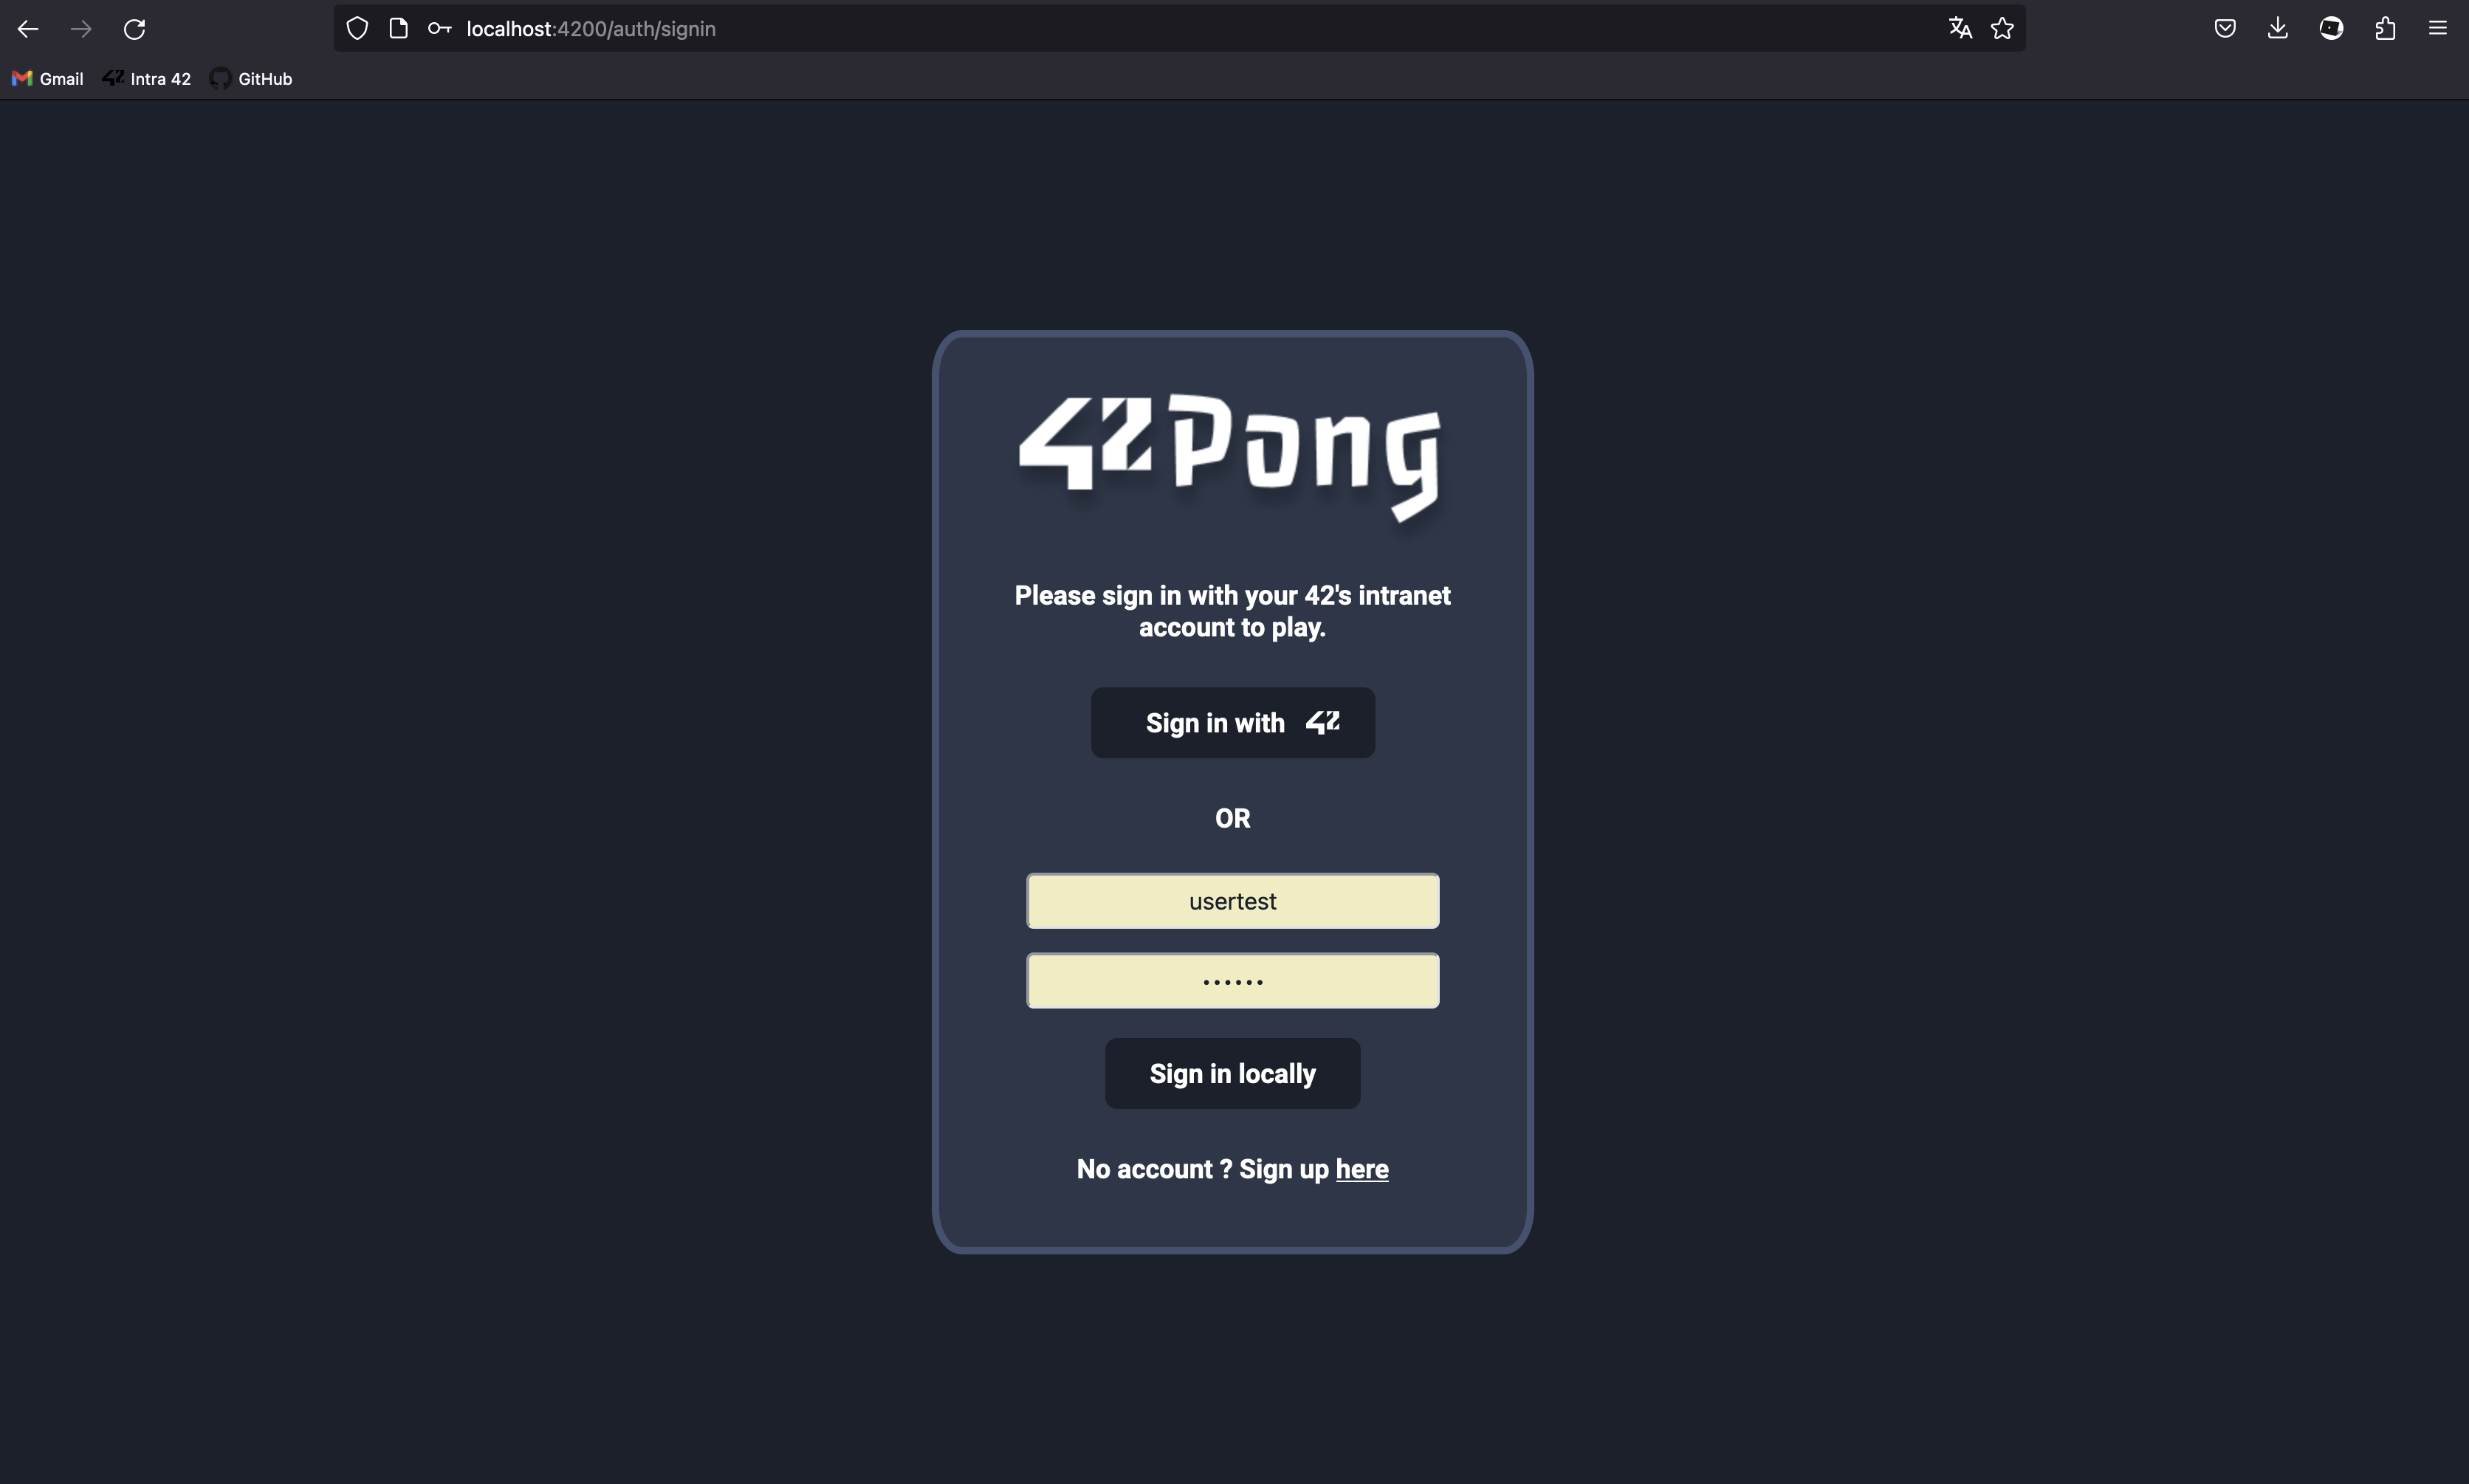 localhost:4200/auth/signin
Gmail 42 Intra 42 GitHub
42Pong
Please sign in with your 42's intranet
account to play.
Sign in with 42
OR
usertest
••••••
Sign in locally
No account ? Sign up here